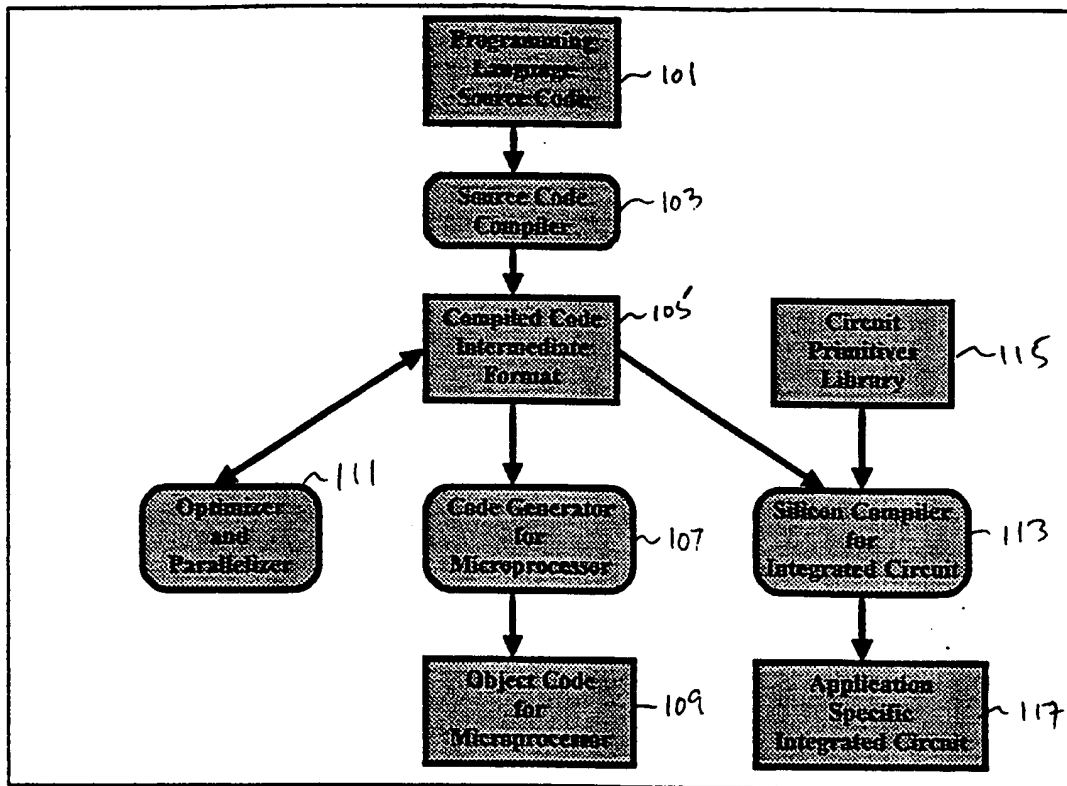 Programming
Language
Source Code
101
Source Code
Compiler
103
Compiled Code
Intermediate
Format
105
Circuit
Primitives
Library
115
Optimizer
and
Parallelizer
111
Code Generator
for
Microprocessor
107
Silicon Compiler
for
Integrated Circuit
113
Object Code
for
Microprocessor
109
Application
Specific
Integrated Circuit
117